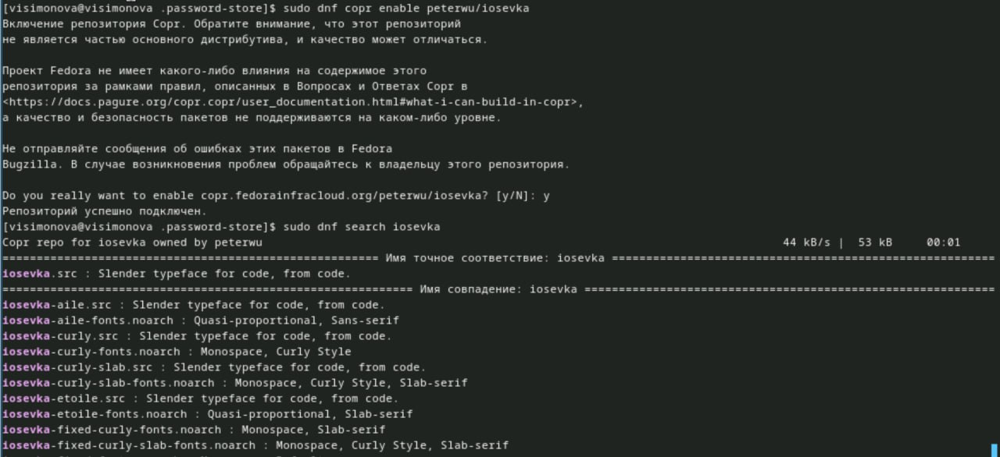 [visimonova@visimonova .password-store]$ sudo dnf copr enable peterwu/iosevka
Включение репозитория Copr. Обратите внимание, что этот репозиторий
не является частью основного дистрибутива, и качество может отличаться.
Проект Fedora не имеет какого-либо влияния на содержимое этого
репозитория за рамками правил, описанных в Вопросах и Ответах Copr в
<https://docs.pagure.org/copr.copr/user_documentation.html#what-i-can-build-in-copr>,
а качество и безопасность пакетов не поддерживаются на каком-либо уровне.
Не отправляйте сообщения об ошибках этих пакетов в Fedora
Bugzilla. В случае возникновения проблем обращайтесь к владельцу этого репозитория.
Do you really want to enable copr.fedorainfracloud.org/peterwu/iosevka? [y/N]: y
Репозиторий успешно подключен.
[visimonova@visimonova .password-store]$ sudo dnf search iosevka
Copr repo for iosevka owned by peterwu 44 kB/s | 53 kB 00:01
======================================================= Имя точное соответствие: iosevka ========================================================
iosevka.src : Slender typeface for code, from code.
============================================================ Имя совпадение: iosevka ============================================================
iosevka-aile.src : Slender typeface for code, from code.
iosevka-aile-fonts.noarch : Quasi-proportional, Sans-serif
iosevka-curly.src : Slender typeface for code, from code.
iosevka-curly-fonts.noarch : Monospace, Curly Style
iosevka-curly-slab.src : Slender typeface for code, from code.
iosevka-curly-slab-fonts.noarch : Monospace, Curly Style, Slab-serif
iosevka-etoile.src : Slender typeface for code, from code.
iosevka-etoile-fonts.noarch : Quasi-proportional, Slab-serif
iosevka-fixed-curly-fonts.noarch : Monospace, Slab-serif
iosevka-fixed-curly-slab-fonts.noarch : Monospace, Curly Style, Slab-serif